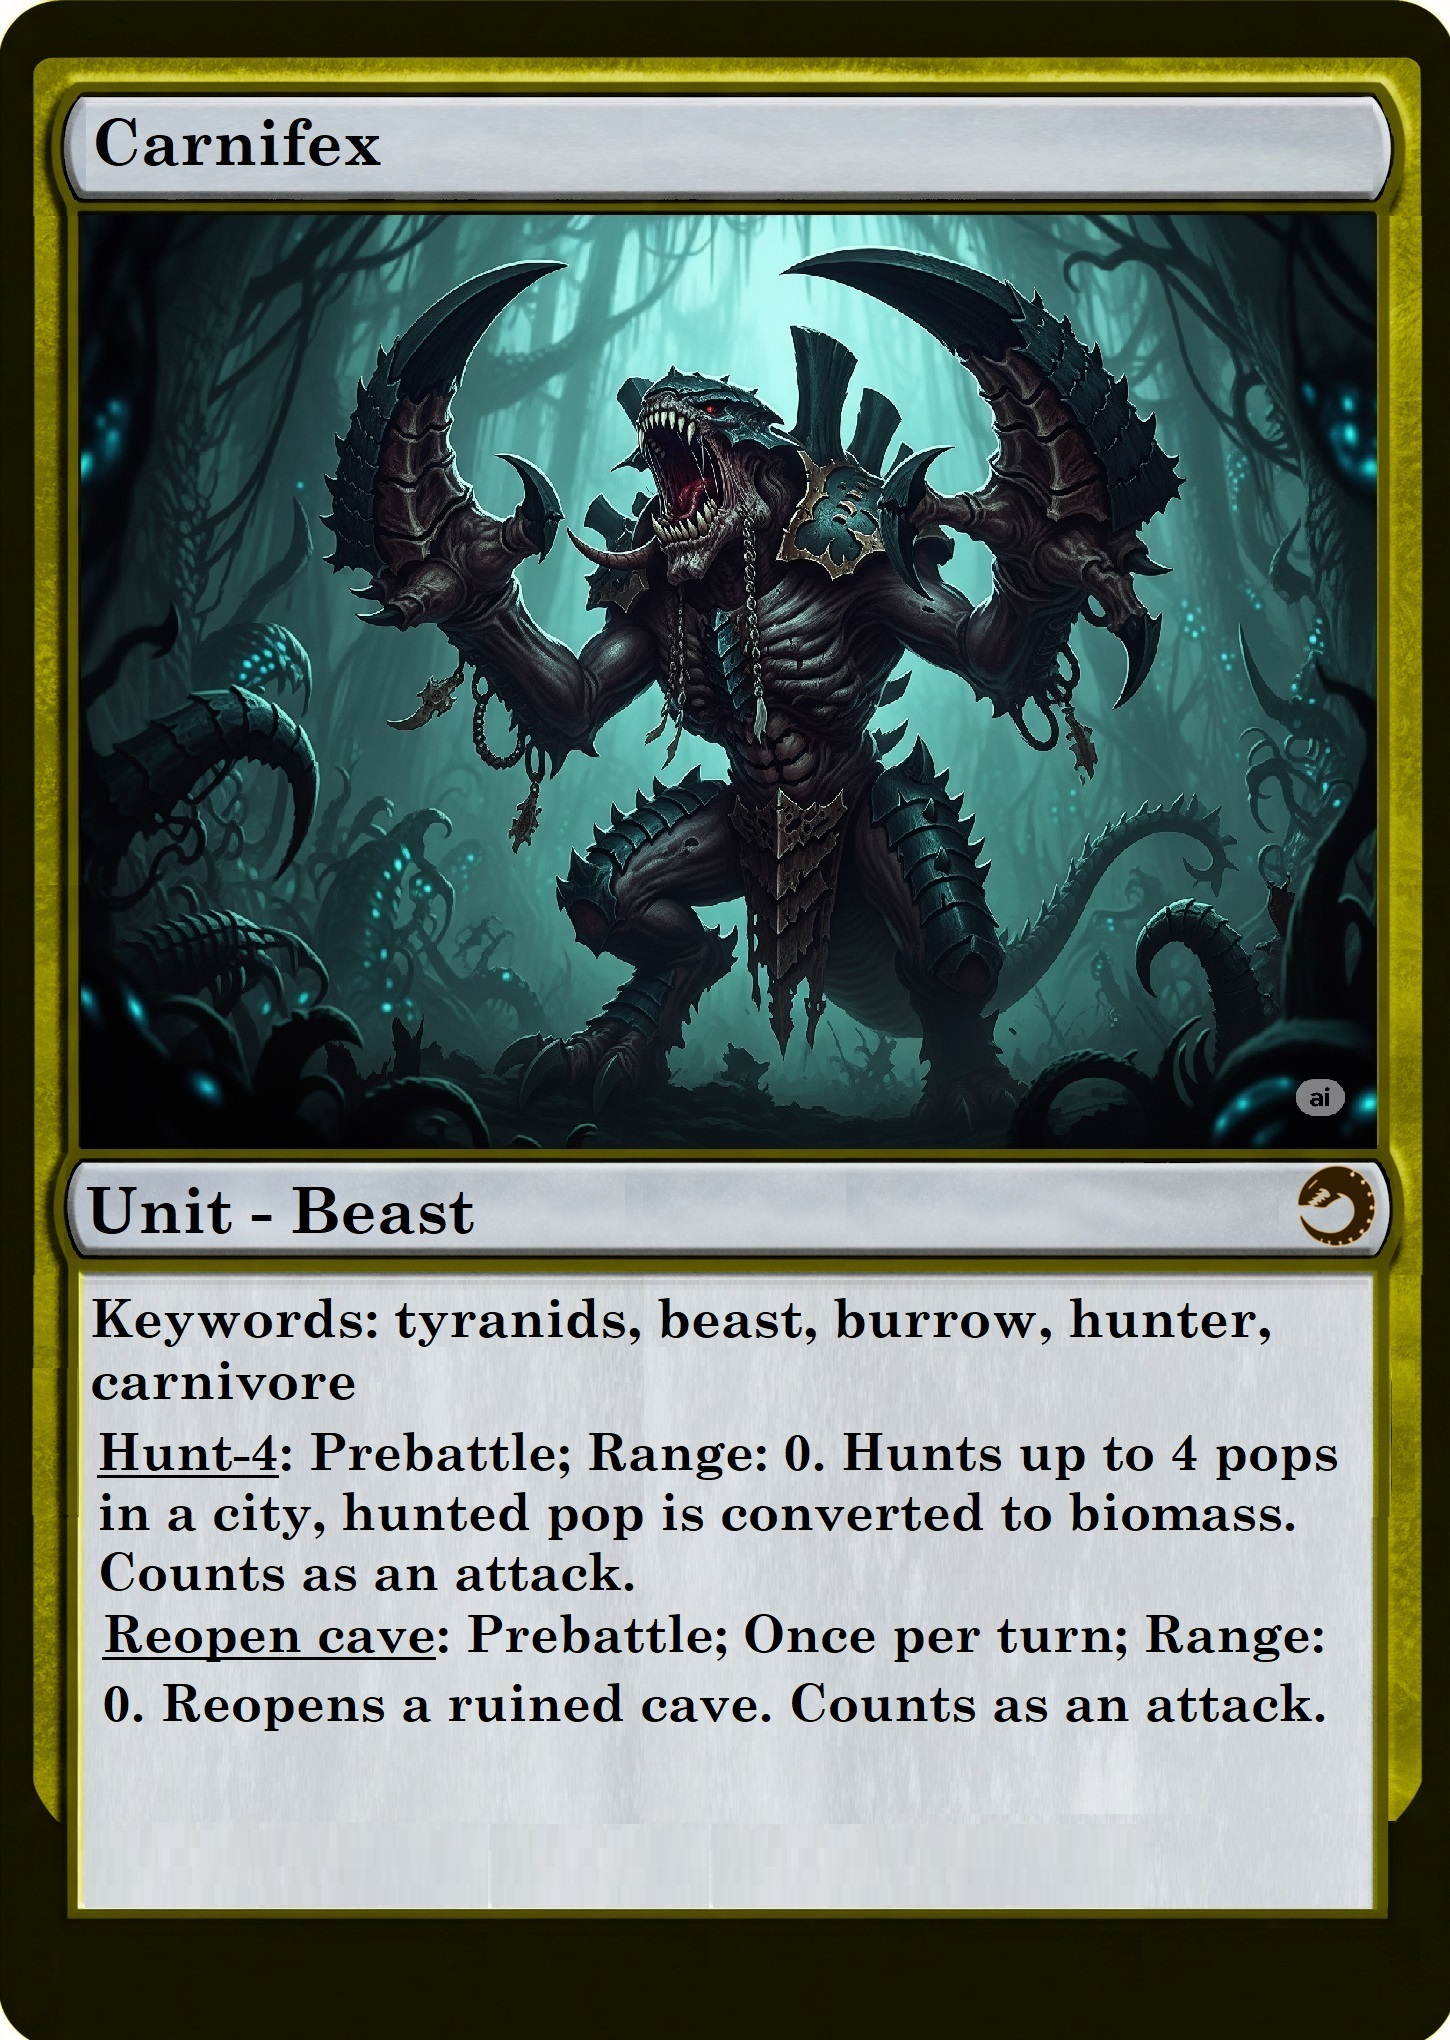 Carnifex
ai
Unit - Beast
Keywords: tyranids, beast, burrow, hunter,
carnivore
Hunt-4: Prebattle; Range: 0. Hunts up to 4 pops
in a city, hunted pop is converted to biomass.
Counts as an attack.
Reopen cave: Prebattle; Once per turn; Range:
0. Reopens a ruined cave. Counts as an attack.